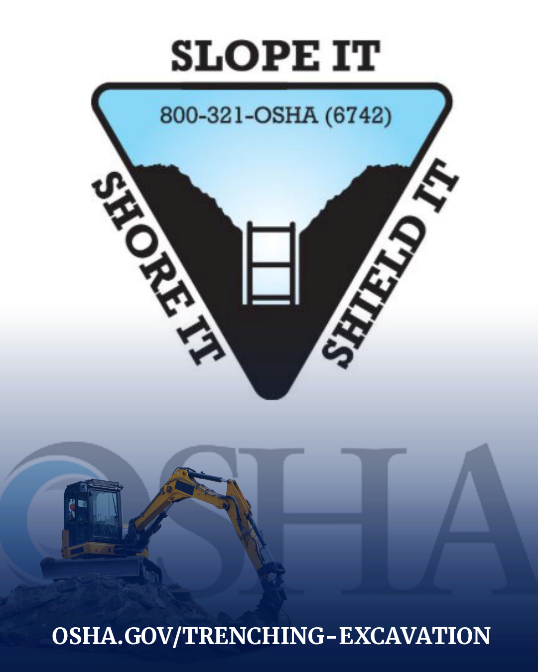 SLOPE IT
800-321-OSHA (6742)
SHORE IT
SHIELD IT
OSHA
OSHA.GOV/TRENCHING-EXCAVATION